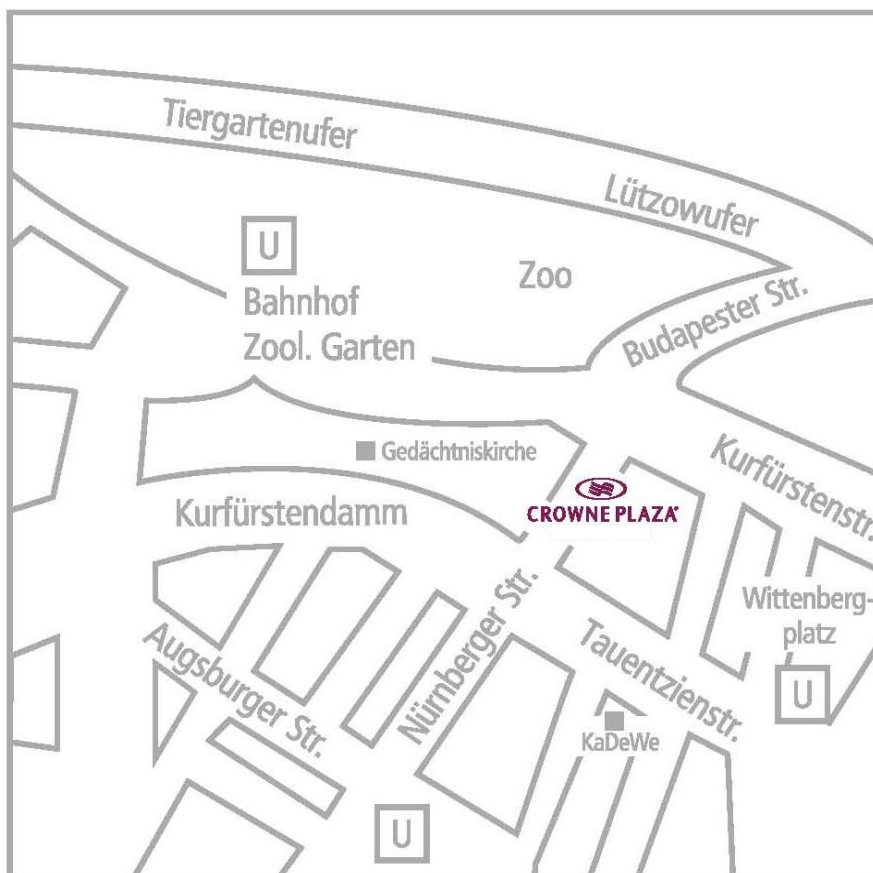 Tiergartenufer
Lützowufer
U
Zoo
Bahnhof
Zool. Garten
Budapester Str.
Gedächtniskirche
Kurfürstenstr.
CROWNE PLAZA
Kurfürstendamm
Nürnberger Str.
Wittenberg-
platz
U
Augsburger Str.
Tauentzienstr.
KaDeWe
U